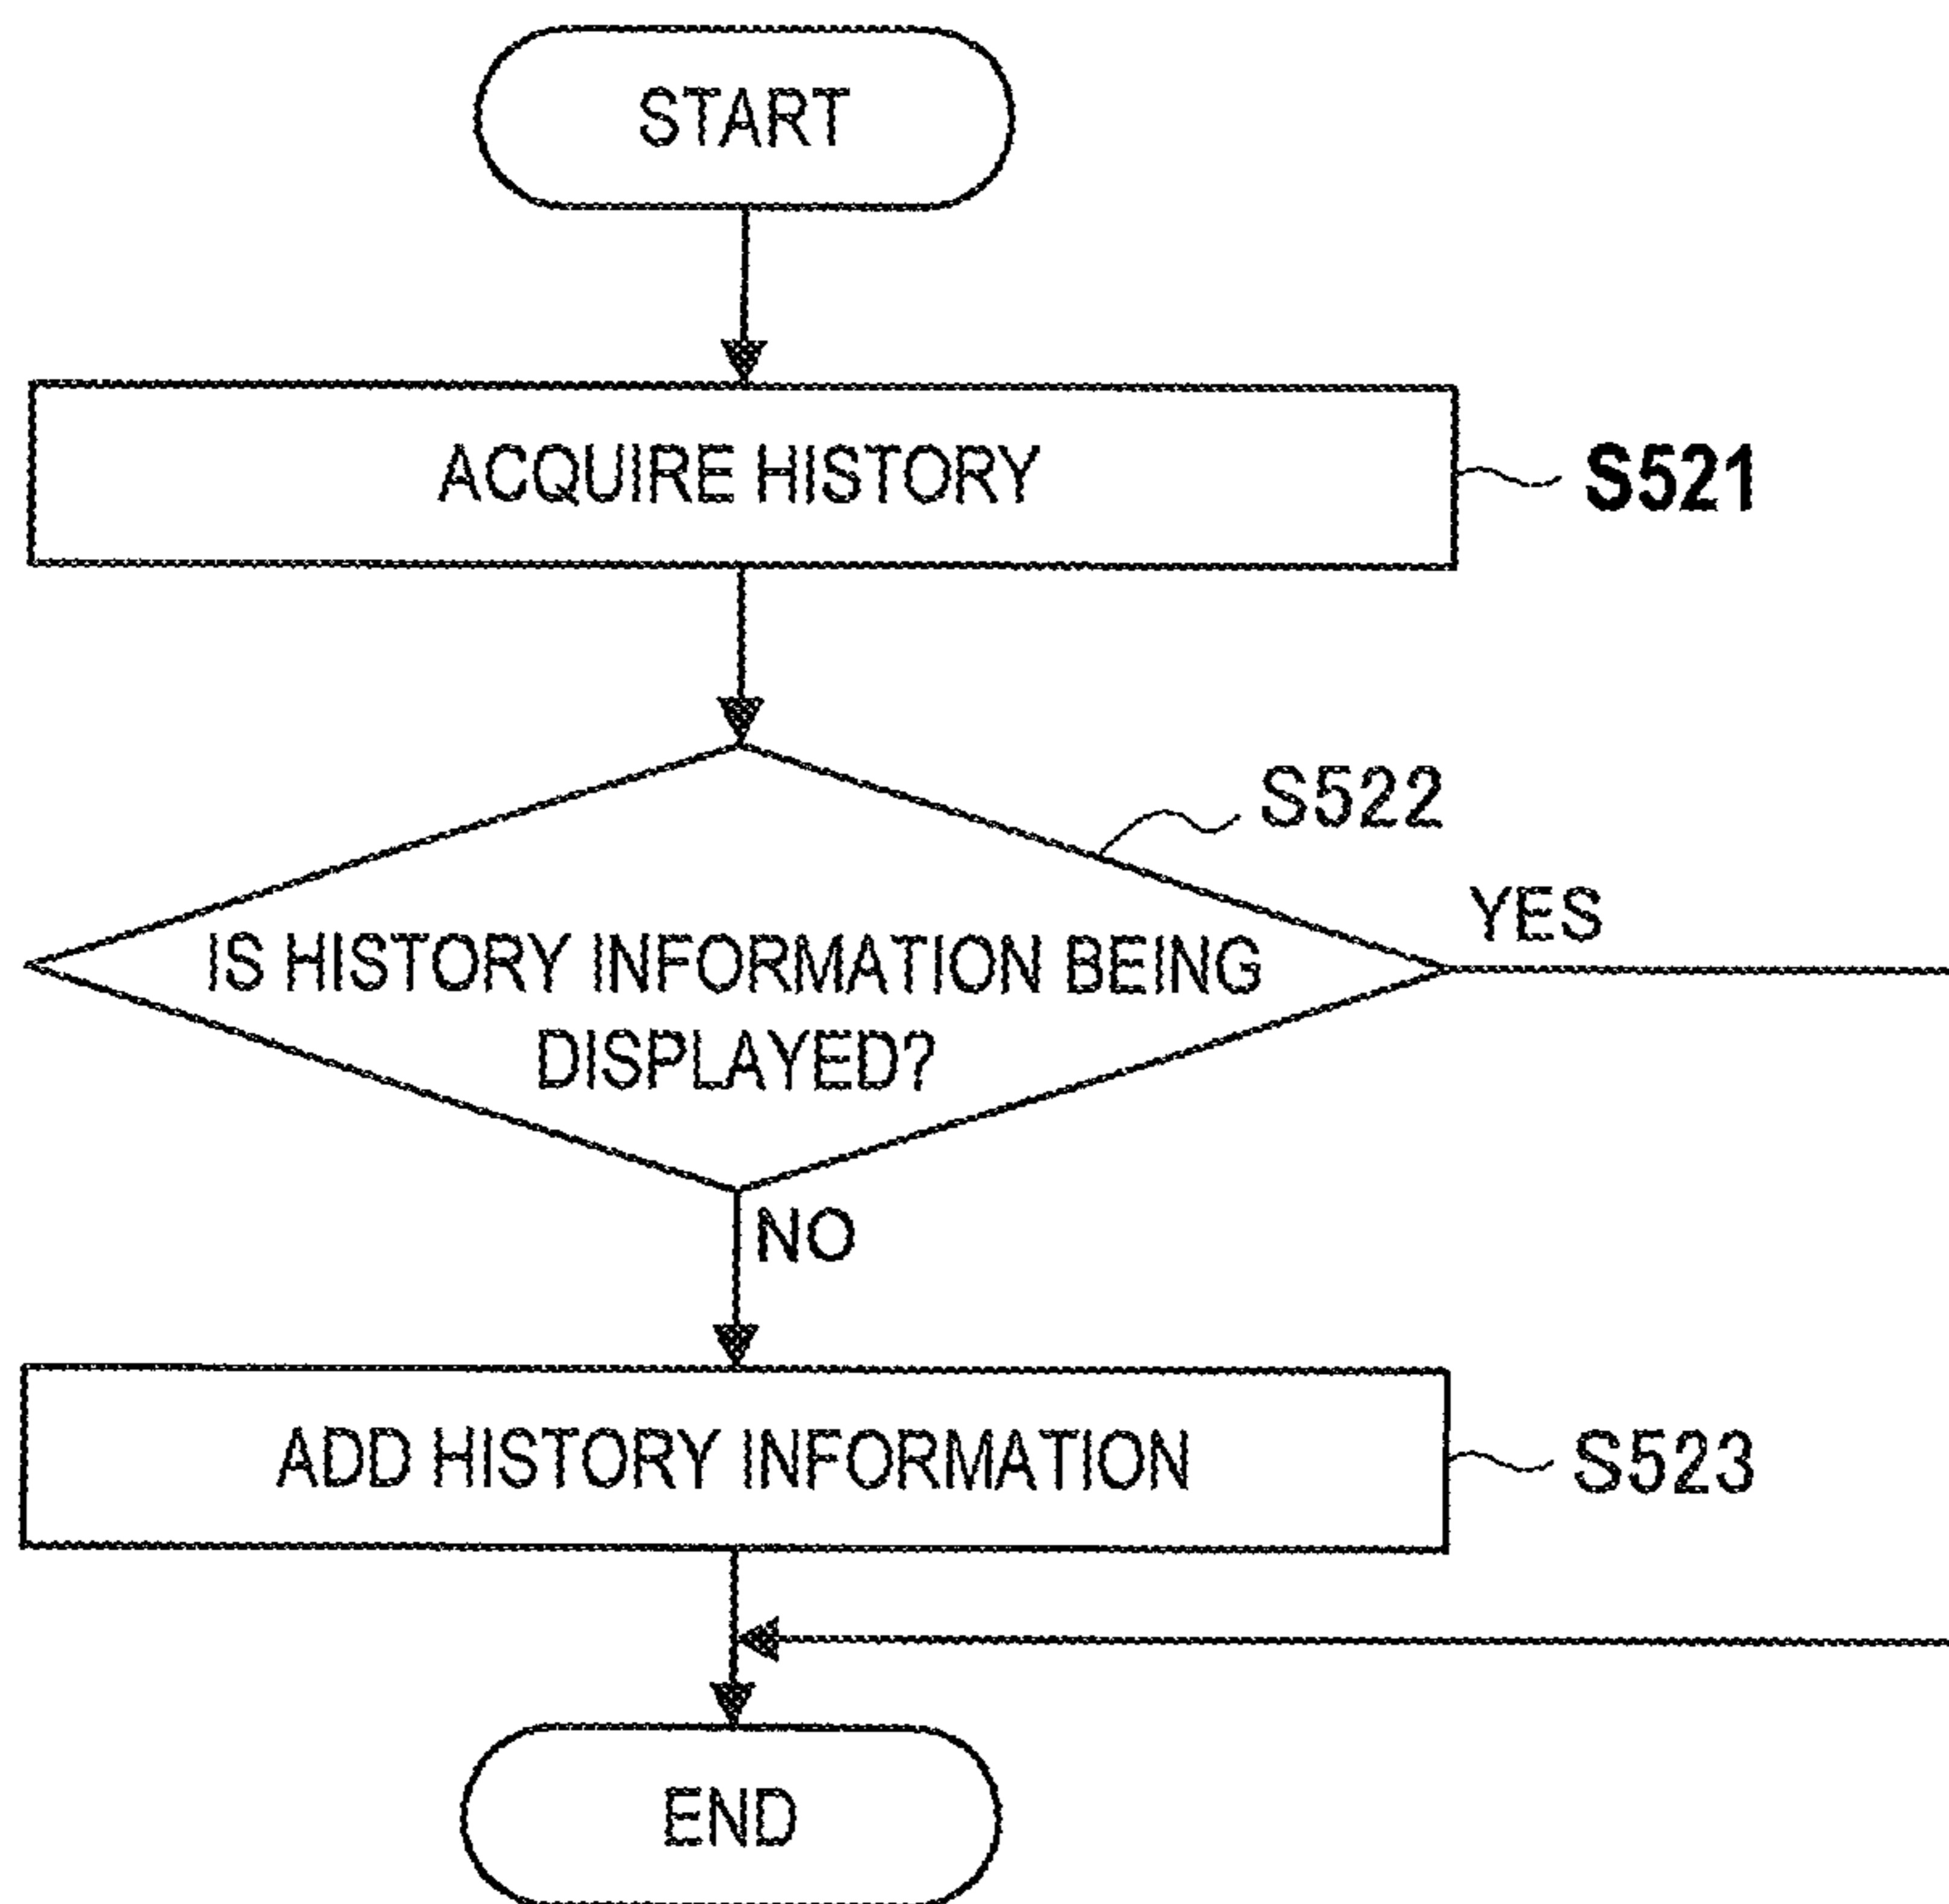 START
ACQUIRE HISTORY
S521
S522
YES
IS HISTORY INFORMATION BEING
DISPLAYED?
NO
ADD HISTORY INFORMATION
S523
END